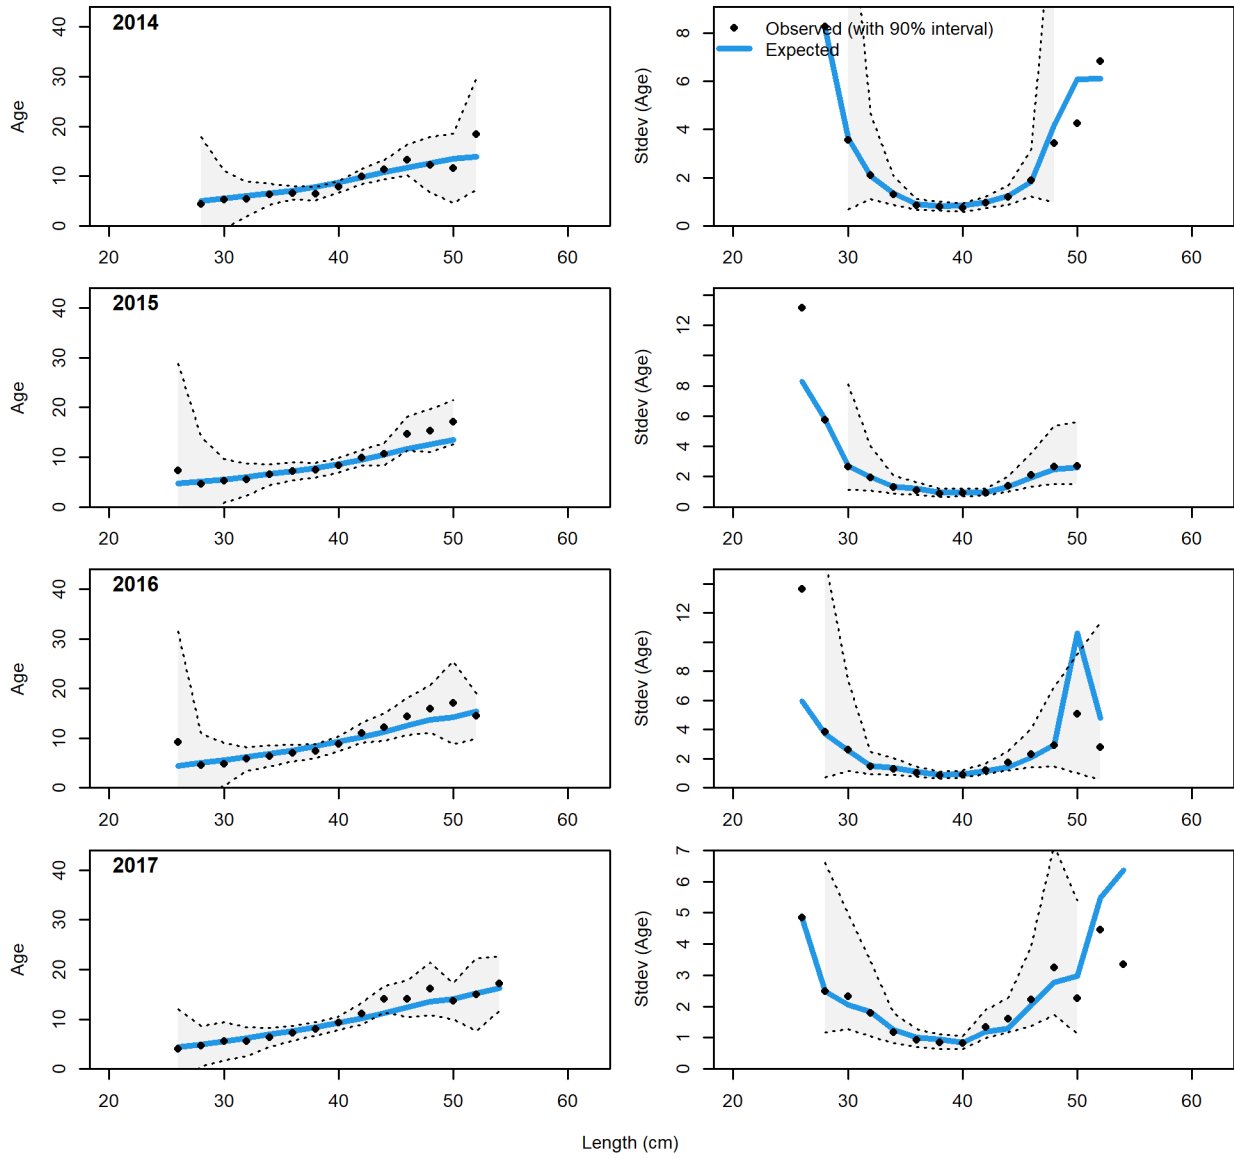 2014
Age
0 10 20 30 40
20 30 40 50 60
Stdev (Age)
0 2 4 6 8
Observed (with 90% interval)
Expected
20 30 40 50 60
2015
Age
0 10 20 30 40
20 30 40 50 60
Stdev (Age)
0 2 4 6 8 12
20 30 40 50 60
2016
Age
0 10 20 30 40
20 30 40 50 60
Stdev (Age)
0 2 4 6 8 12
20 30 40 50 60
2017
Age
0 10 20 30 40
20 30 40 50 60
Stdev (Age)
0 1 2 3 4 5 6 7
20 30 40 50 60
Length (cm)